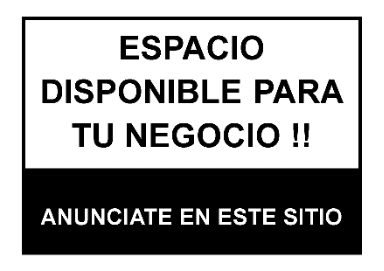 ESPACIO
DISPONIBLE PARA
TU NEGOCIO !!
ANUNCIATE EN ESTE SITIO